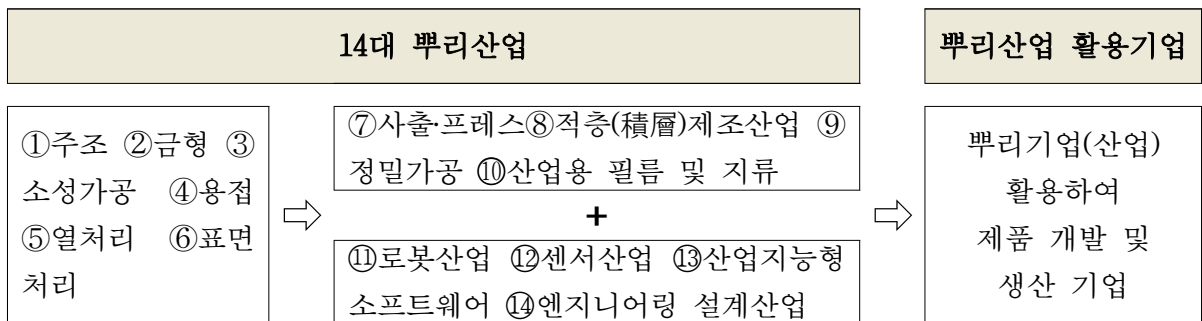 14대 뿌리산업
뿌리산업 활용기업
①주조 ②금형 ③
소성가공 ④용접
⑤열처리 ⑥표면
처리
⑦사출·프레스⑧적층(積層)제조산업 ⑨
정밀가공 ⑩산업용 필름 및 지류
+
⑪로봇산업 ⑫센서산업 ⑬산업지능형
소프트웨어 ⑭엔지니어링 설계산업
뿌리기업(산업)
활용하여
제품 개발 및
생산 기업